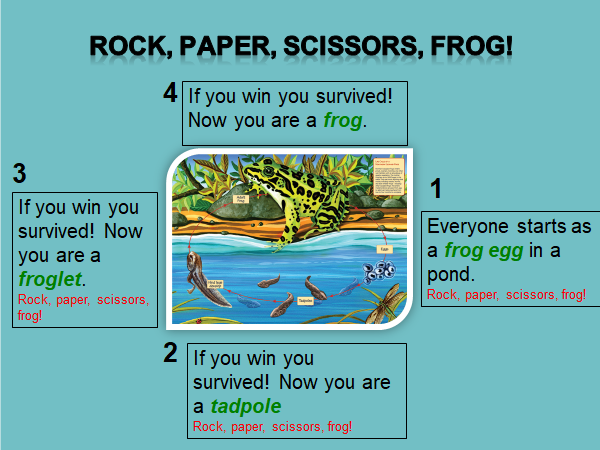 ROCK, PAPER, SCISSORS, FROG!
4
If you win you survived!
Now you are a frog.
3
If you win you
survived! Now
you are a
froglet.
Rock, paper, scissors,
frog!
1
Everyone starts as
a frog egg in a
pond.
Rock, paper, scissors, frog!
2
If you win you
survived! Now you are
a tadpole
Rock, paper, scissors, frog!